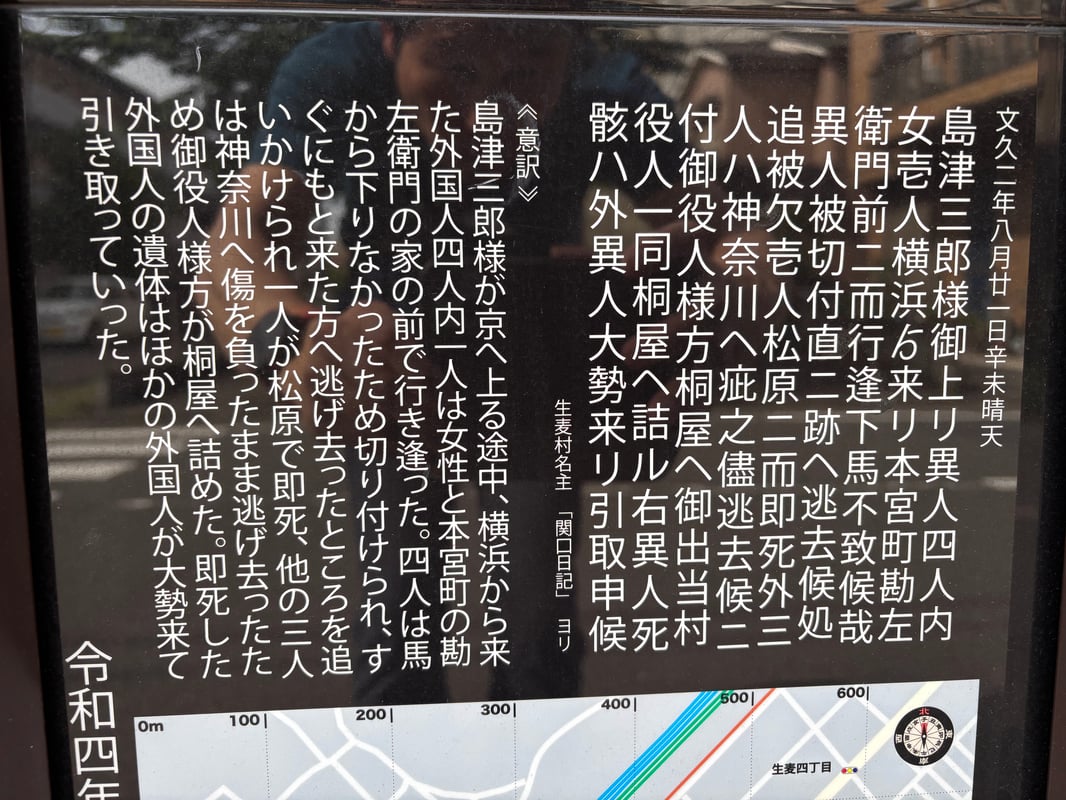 文久二年八月廿一日辛未晴天
島津三郎様御上リ異人四人内
女壱人横浜ゟ来リ本宮町勘左
衛門前二而行逢下馬不致候哉
異人被切付直二跡へ逃去候処
追被欠壱人松原二而即死外三
人ハ神奈川へ疵之儘逃去候二
付御役人様方桐屋へ御出当村
役人一同桐屋へ詰ル右異人死
骸ハ外異人大勢来リ引取申候
生麦村名主 「関口日記」 ヨリ
《意訳》
島津三郎様が京へ上る途中、横浜から来
た外国人四人内一人は女性と本宮町の勘
左衛門の家の前で行き逢った。四人は馬
から下りなかったため切り付けられ、す
ぐにもと来た方へ逃げ去ったところを追
いかけられ一人が松原で即死、他の三人
は神奈川へ傷を負ったまま逃げ去ったた
め御役人様方が桐屋へ詰めた。即死した
外国人の遺体はほかの外国人が大勢来て
引き取っていった。
令和四年
0m 100 200 300 400 500 600
北
東
生麦四丁目